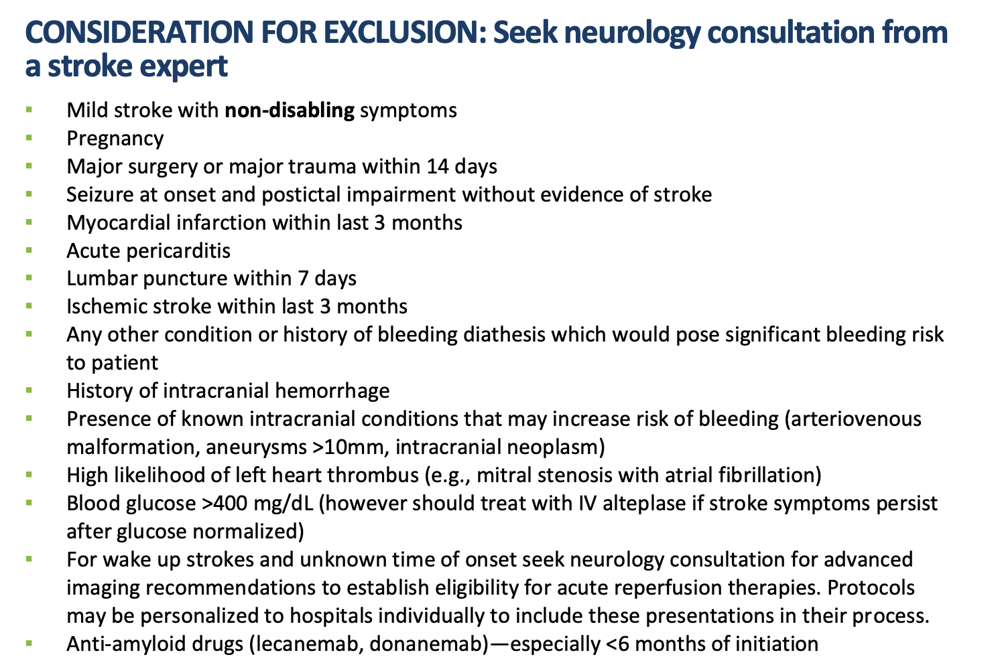 CONSIDERATION FOR EXCLUSION: Seek neurology consultation from
a stroke expert
▪ Mild stroke with non-disabling symptoms
▪ Pregnancy
▪ Major surgery or major trauma within 14 days
▪ Seizure at onset and postictal impairment without evidence of stroke
▪ Myocardial infarction within last 3 months
▪ Acute pericarditis
▪ Lumbar puncture within 7 days
▪ Ischemic stroke within last 3 months
▪ Any other condition or history of bleeding diathesis which would pose significant bleeding risk
to patient
▪ History of intracranial hemorrhage
▪ Presence of known intracranial conditions that may increase risk of bleeding (arteriovenous
malformation, aneurysms >10mm, intracranial neoplasm)
▪ High likelihood of left heart thrombus (e.g., mitral stenosis with atrial fibrillation)
▪ Blood glucose >400 mg/dL (however should treat with IV alteplase if stroke symptoms persist
after glucose normalized)
▪ For wake up strokes and unknown time of onset seek neurology consultation for advanced
imaging recommendations to establish eligibility for acute reperfusion therapies. Protocols
may be personalized to hospitals individually to include these presentations in their process.
▪ Anti-amyloid drugs (lecanemab, donanemab)—especially <6 months of initiation